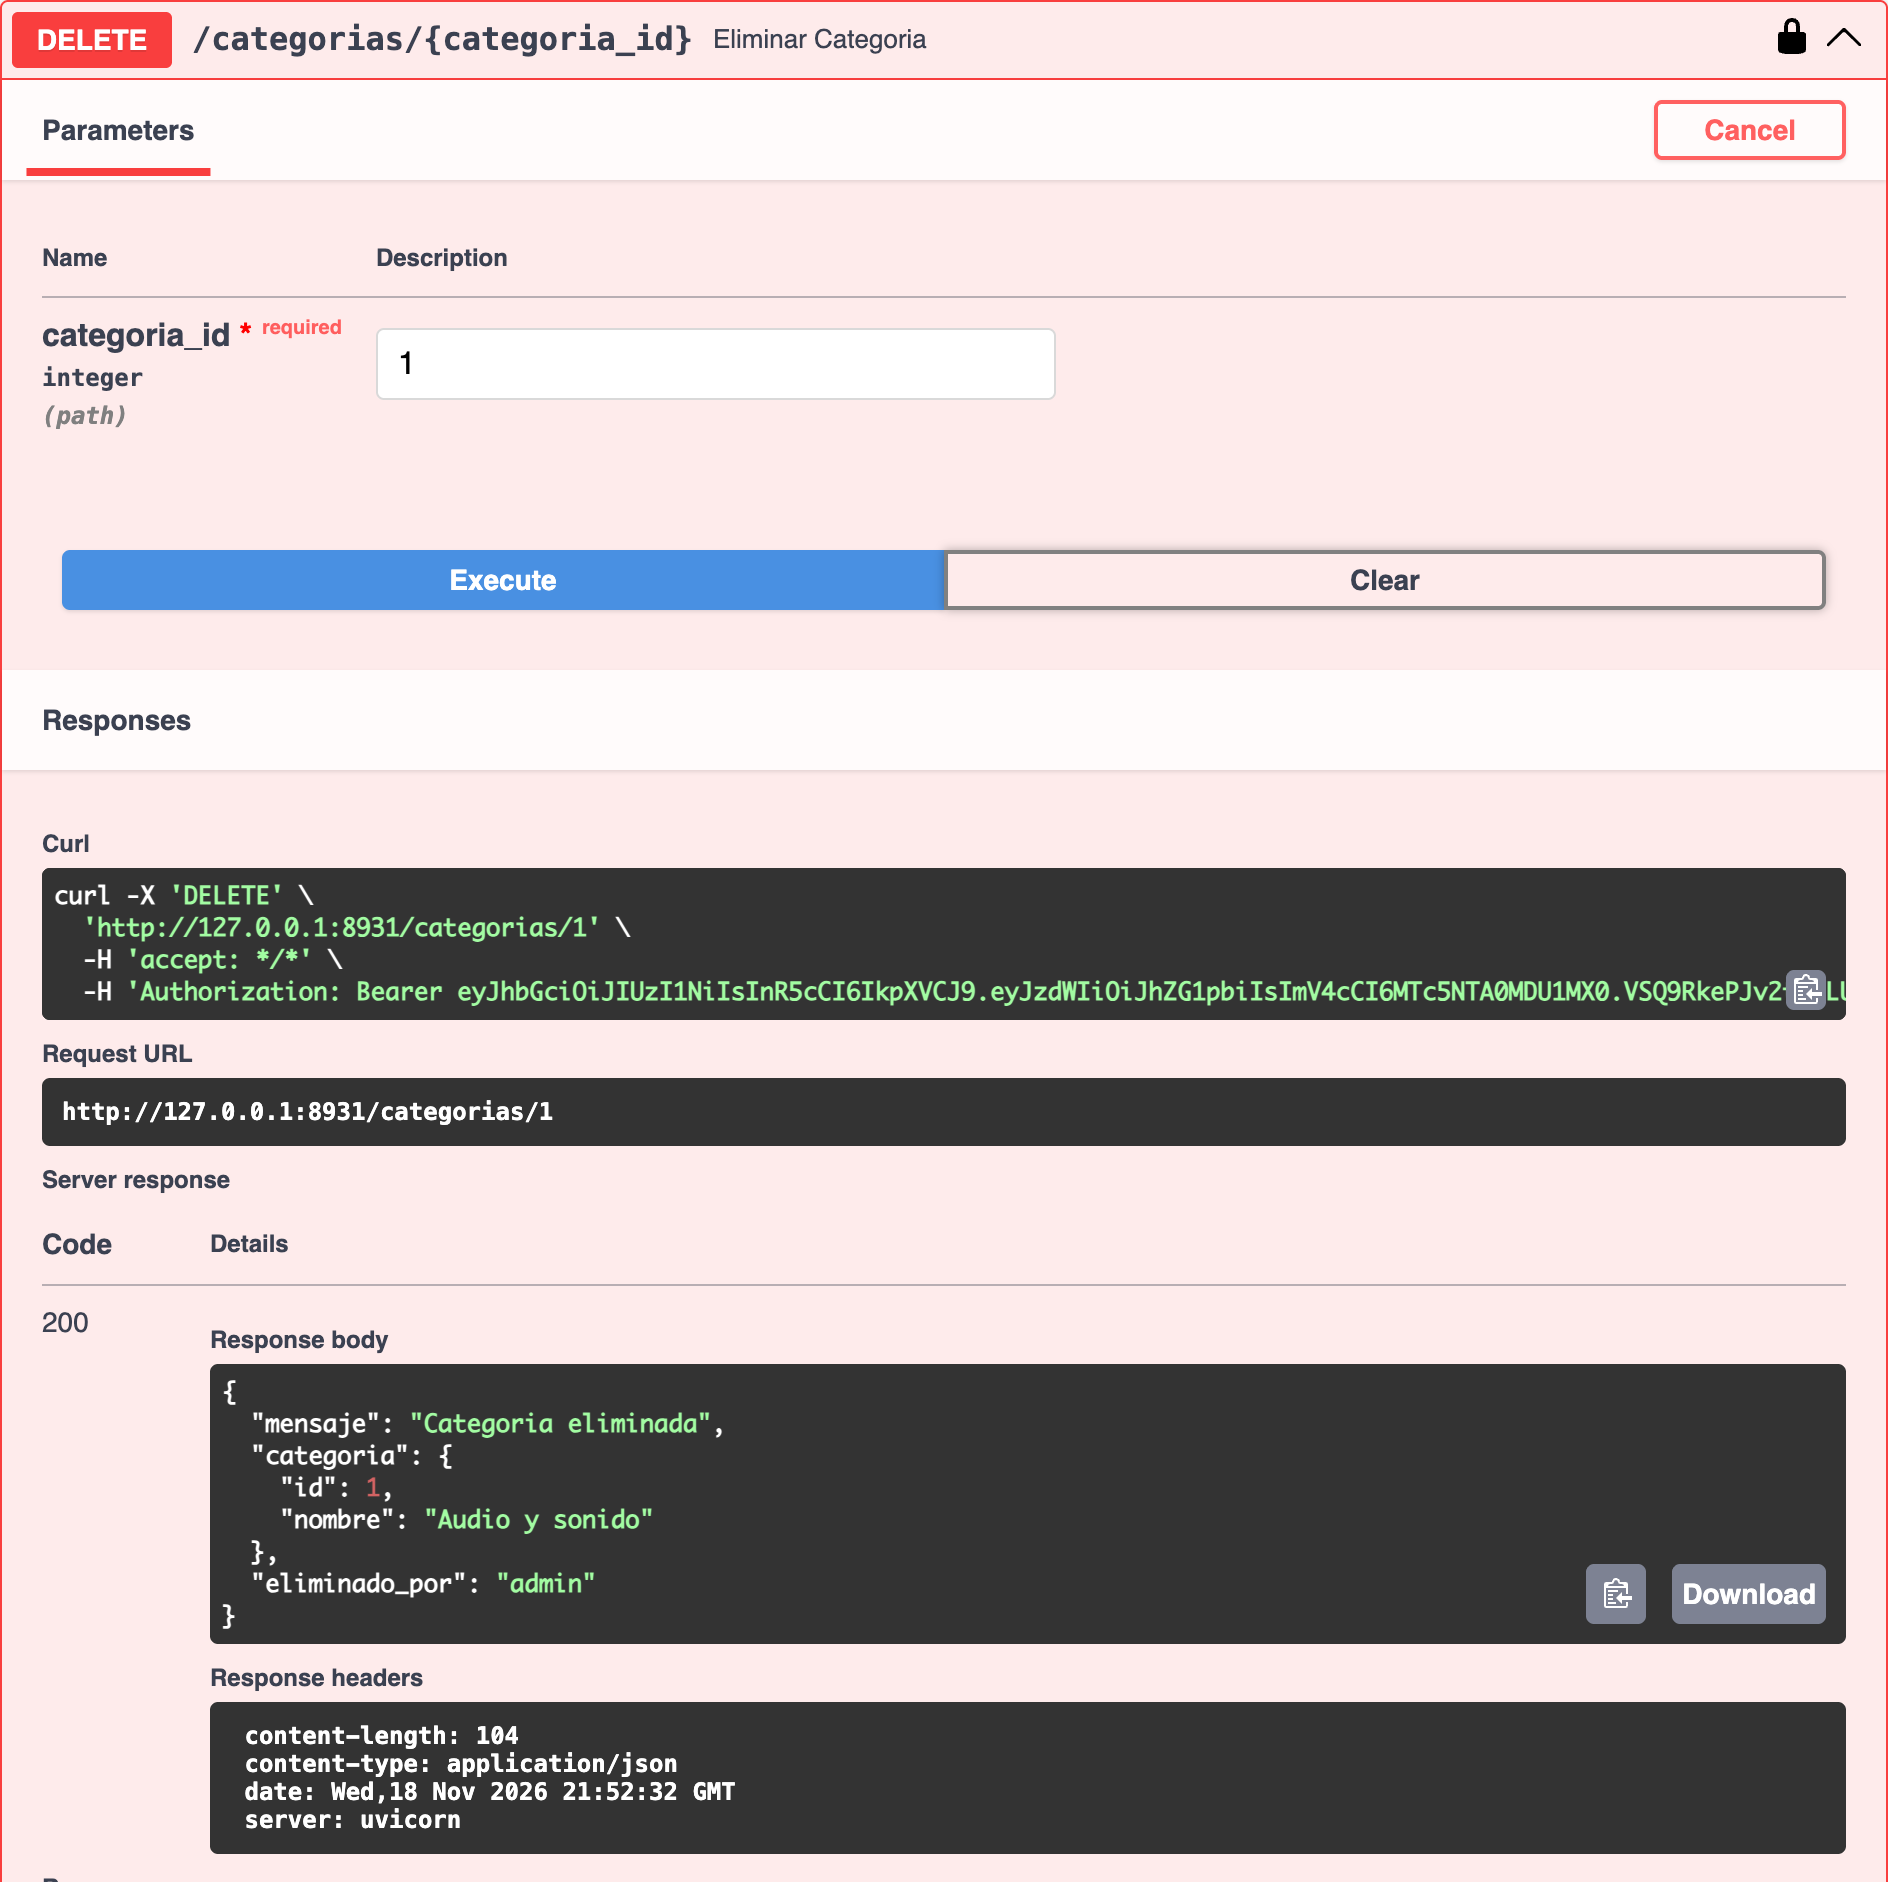 DELETE /categorias/{categoria_id} Eliminar Categoria
Parameters
Cancel
Name Description
categoria_id * required
integer
(path)
1
Execute Clear
Responses
Curl
curl -X 'DELETE' \
'http://127.0.0.1:8931/categorias/1' \
-H 'accept: */*' \
-H 'Authorization: Bearer eyJhbGciOiJIUzI1NiIsInR5cCI6IkpXVCJ9.eyJzdWIiOiJhZG1pbiIsImV4cCI6MTc5NTA0MDU1MX0.VSQ9RkePJv2
Request URL
http://127.0.0.1:8931/categorias/1
Server response
Code Details
200
Response body
{
"mensaje": "Categoria eliminada",
"categoria": {
"id": 1,
"nombre": "Audio y sonido"
},
"eliminado_por": "admin"
}
Download
Response headers
content-length: 104
content-type: application/json
date: Wed,18 Nov 2026 21:52:32 GMT
server: uvicorn